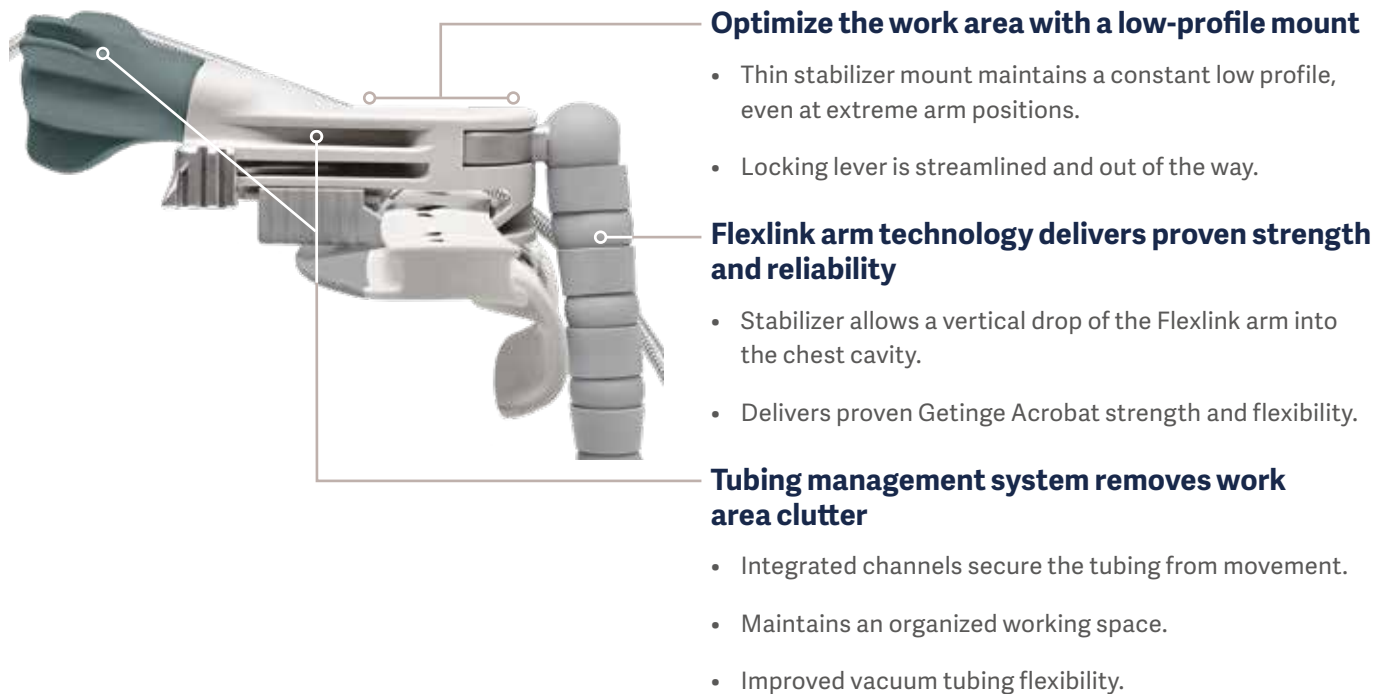 Optimize the work area with a low-profile mount
• Thin stabilizer mount maintains a constant low profile,
even at extreme arm positions.
• Locking lever is streamlined and out of the way.
Flexlink arm technology delivers proven strength
and reliability
• Stabilizer allows a vertical drop of the Flexlink arm into
the chest cavity.
• Delivers proven Getinge Acrobat strength and flexibility.
Tubing management system removes work
area clutter
• Integrated channels secure the tubing from movement.
• Maintains an organized working space.
• Improved vacuum tubing flexibility.